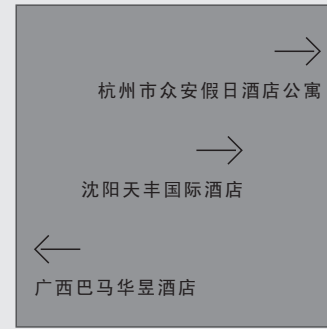 杭州市众安假日酒店公寓
沈阳天丰国际酒店
广西巴马华昱酒店